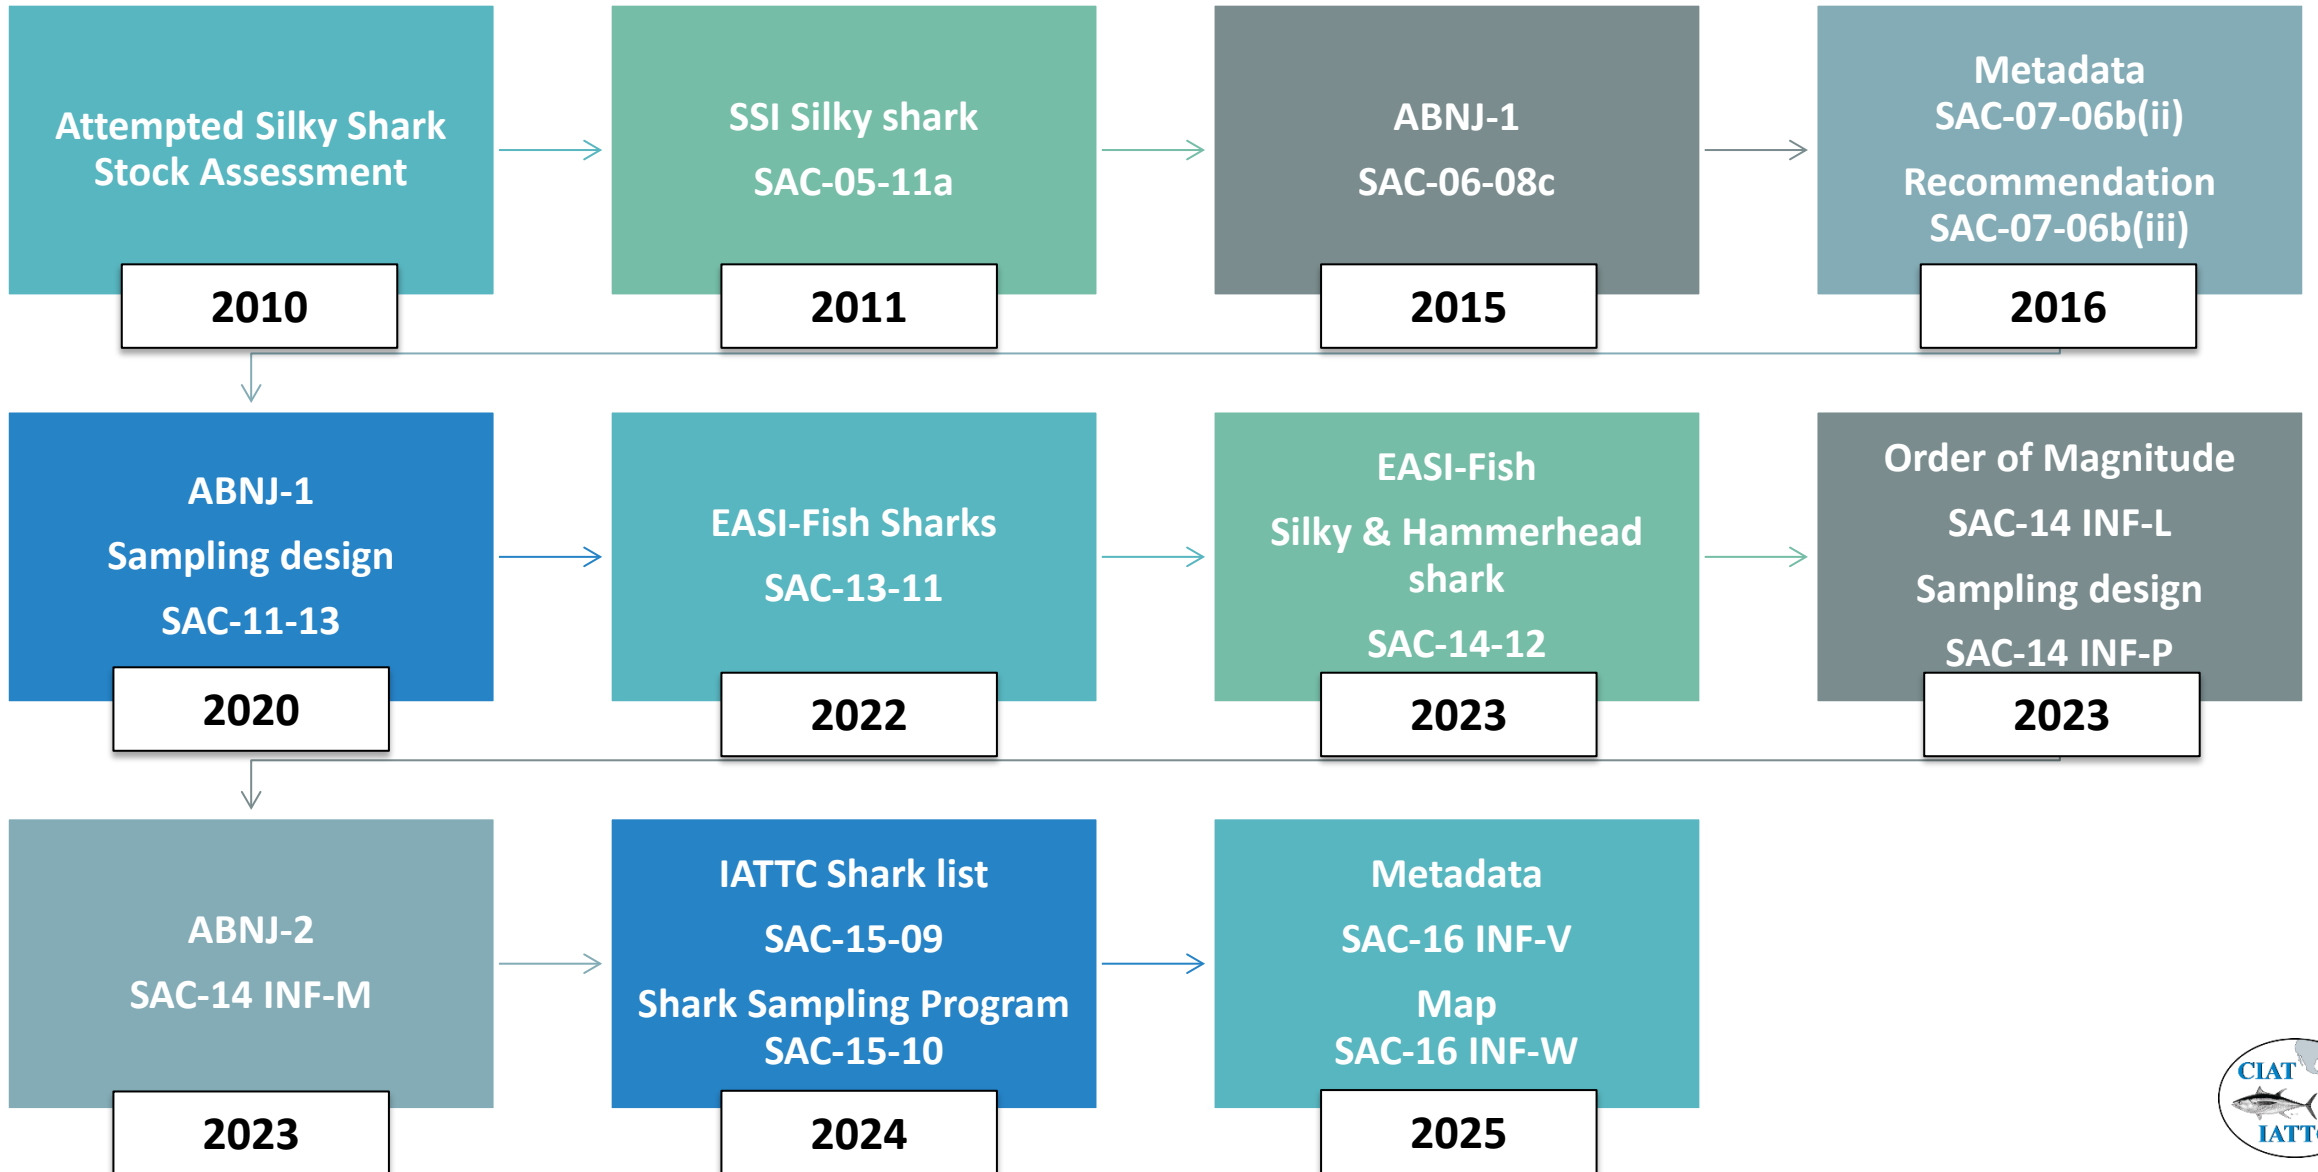 Attempted Silky Shark
Stock Assessment
2010
SSI Silky shark
SAC-05-11a
2011
ABNJ-1
SAC-06-08c
2015
Metadata
SAC-07-06b(ii)
Recommendation
SAC-07-06b(iii)
2016
ABNJ-1
Sampling design
SAC-11-13
2020
EASI-Fish Sharks
SAC-13-11
2022
EASI-Fish
Silky & Hammerhead
shark
SAC-14-12
2023
Order of Magnitude
SAC-14 INF-L
Sampling design
SAC-14 INF-P
2023
ABNJ-2
SAC-14 INF-M
2023
IATTC Shark list
SAC-15-09
Shark Sampling Program
SAC-15-10
2024
Metadata
SAC-16 INF-V
Map
SAC-16 INF-W
2025
CIAT